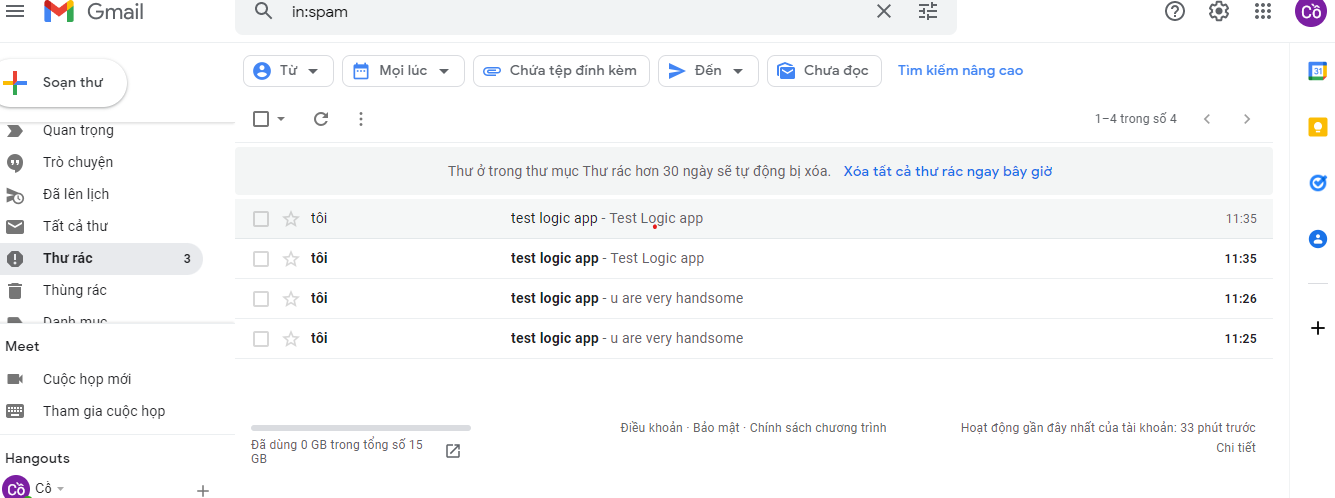 Gmail
in:spam
Cồ
Soạn thư
Từ
Mọi lúc
Chứa tệp đính kèm
Đến
Chưa đọc
Tìm kiếm nâng cao
31
1–4 trong số 4
Quan trọng
Trò chuyện
Đã lên lịch
Tất cả thư
Thư rác 3
Thùng rác
Danh mục
Thư ở trong thư mục Thư rác hơn 30 ngày sẽ tự động bị xóa. Xóa tất cả thư rác ngay bây giờ
tôi test logic app - Test Logic app 11:35
tôi test logic app - Test Logic app 11:35
tôi test logic app - u are very handsome 11:26
tôi test logic app - u are very handsome 11:25
Meet
Cuộc họp mới
Tham gia cuộc họp
Hangouts
Cồ Cồ
Đã dùng 0 GB trong tổng số 15
GB
Điều khoản · Bảo mật · Chính sách chương trình
Hoạt động gần đây nhất của tài khoản: 33 phút trước
Chi tiết